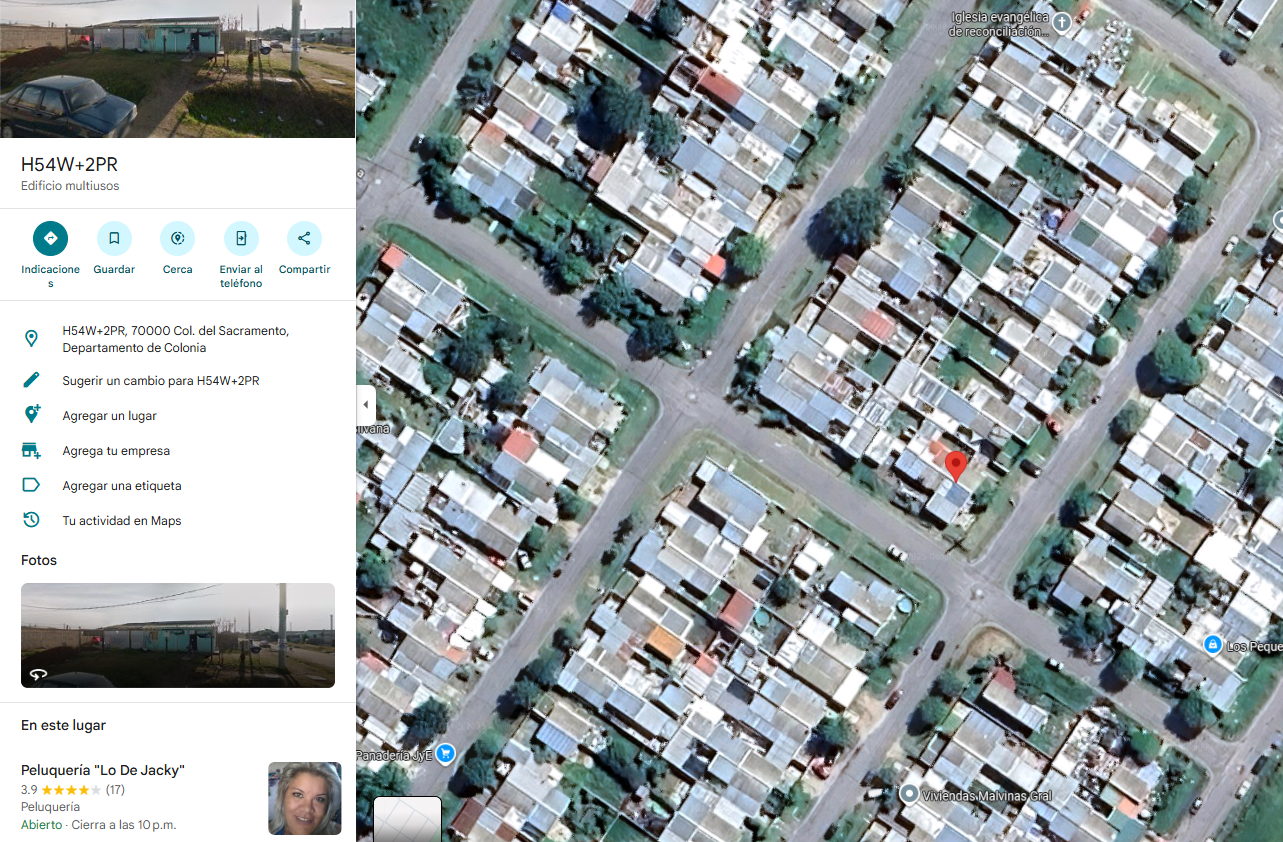 H54W+2PR
Edificio multiusos
Indicacione
s
Guardar
Cerca
Enviar al
teléfono
Compartir
H54W+2PR, 70000 Col. del Sacramento,
Departamento de Colonia
Sugerir un cambio para H54W+2PR
Agregar un lugar
Agrega tu empresa
Agregar una etiqueta
Tu actividad en Maps
Fotos
En este lugar
Peluquería "Lo De Jacky"
3.9 (17)
Peluquería
Abierto · Cierra a las 10 p.m.
Iglesia evangélica
de reconciliación...
ivana
Los Peque
Panadería JyE
Viviendas Malvinas Gral